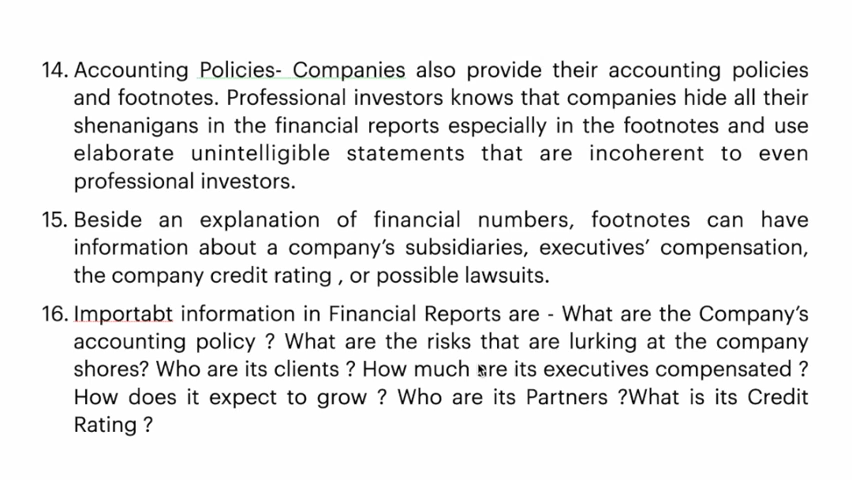 14. Accounting Policies- Companies also provide their accounting policies
and footnotes. Professional investors knows that companies hide all their
shenanigans in the financial reports especially in the footnotes and use
elaborate unintelligible statements that are incoherent to even
professional investors.
15. Beside an explanation of financial numbers, footnotes can have
information about a company's subsidiaries, executives' compensation,
the company credit rating , or possible lawsuits.
16. Importabt information in Financial Reports are - What are the Company's
accounting policy ? What are the risks that are lurking at the company
shores? Who are its clients ? How much are its executives compensated ?
How does it expect to grow ? Who are its Partners ?What is its Credit
Rating ?